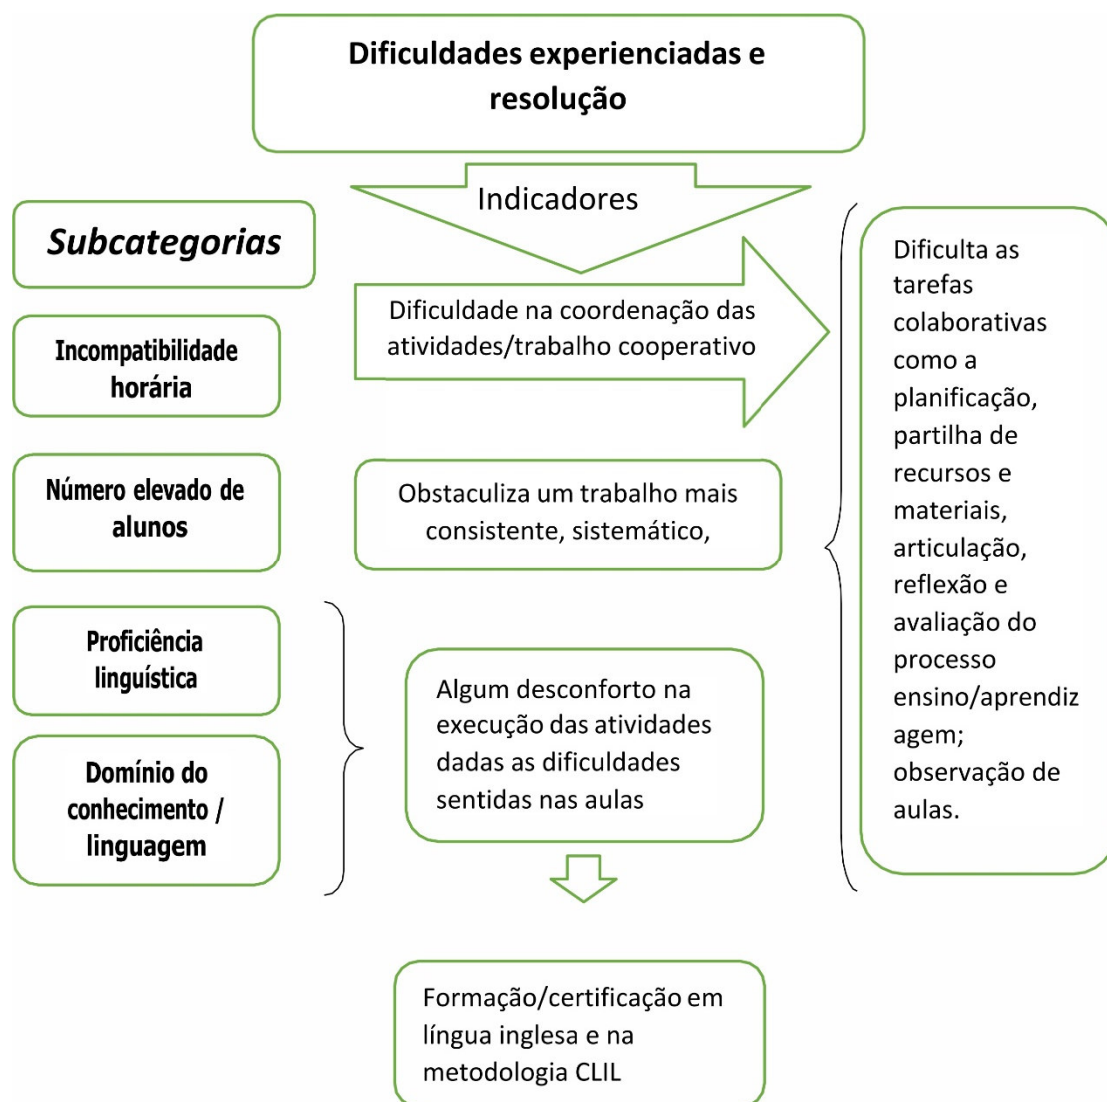 Dificuldades experienciadas e
resolução
Indicadores
Subcategorias
Incompatibilidade
horária
Dificuldade na coordenação das
atividades/trabalho cooperativo
Número elevado de
alunos
Obstaculiza um trabalho mais
consistente, sistemático,
Proficiência
linguística
Domínio do
conhecimento /
linguagem
Algum desconforto na
execução das atividades
dadas as dificuldades
sentidas nas aulas
Formação/certificação em
língua inglesa e na
metodologia CLIL
Dificulta as
tarefas
colaborativas
como a
planificação,
partilha de
recursos e
materiais,
articulação,
reflexão e
avaliação do
processo
ensino/aprendiz
agem;
observação de
aulas.